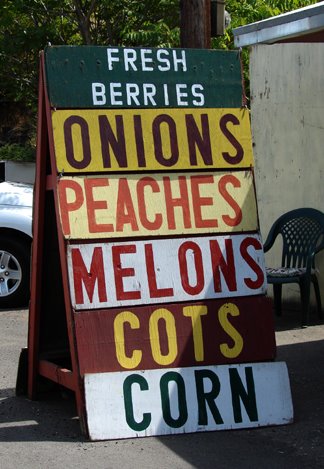 FRESH
BERRIES
ONIONS
PEACHES
MELONS
COTS
CORN